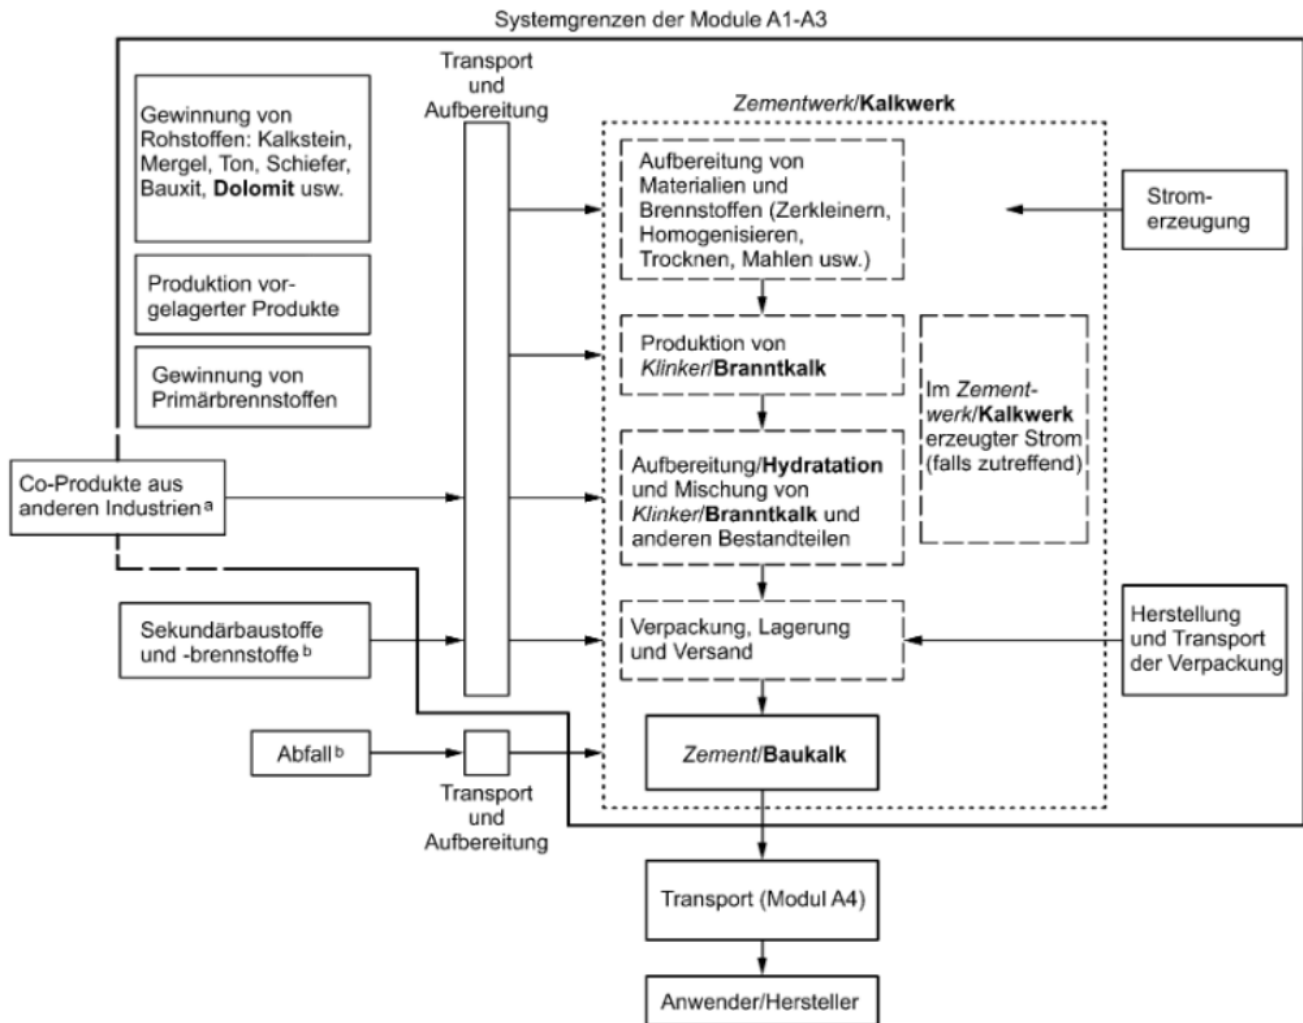 Systemgrenzen der Module A1-A3
Transport
und
Aufbereitung
Gewinnung von
Rohstoffen: Kalkstein,
Mergel, Ton, Schiefer,
Bauxit, Dolomit usw.
Produktion vor-
gelagerter Produkte
Gewinnung von
Primärbrennstoffen
Co-Produkte aus
anderen Industrien a
Sekundärbaustoffe
und -brennstoffe b
Abfall b
Transport
und
Aufbereitung
Zementwerk/Kalkwerk
Aufbereitung von
Materialien und
Brennstoffen (Zerkleinern,
Homogenisieren,
Trocknen, Mahlen usw.)
Produktion von
Klinker/Branntkalk
Aufbereitung/Hydratation
und Mischung von
Klinker/Branntkalk und
anderen Bestandteilen
Verpackung, Lagerung
und Versand
Zement/Baukalk
Im Zement-
werk/Kalkwerk
erzeugter Strom
(falls zutreffend)
Strom-
erzeugung
Herstellung
und Transport
der Verpackung
Transport (Modul A4)
Anwender/Hersteller